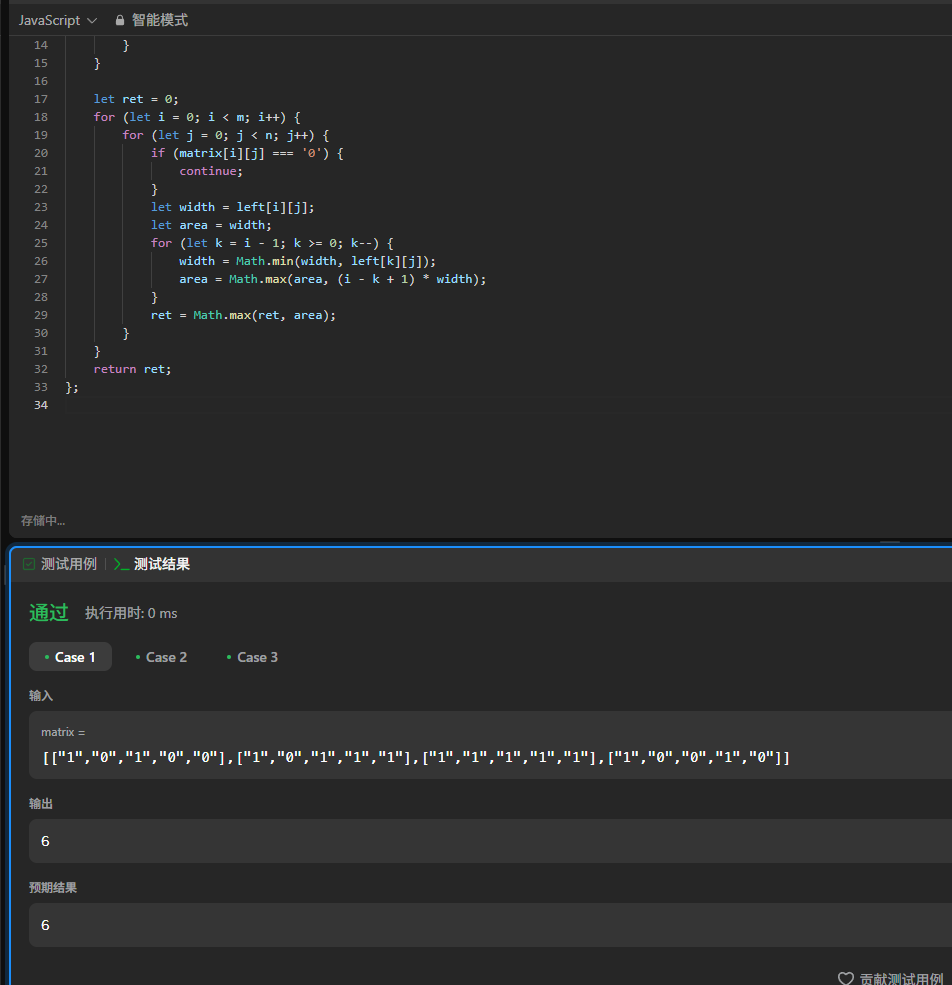 JavaScript 智能模式
14 }
15 }
16
17 let ret = 0;
18 for (let i = 0; i < m; i++) {
19 for (let j = 0; j < n; j++) {
20 if (matrix[i][j] === '0') {
21 continue;
22 }
23 let width = left[i][j];
24 let area = width;
25 for (let k = i - 1; k >= 0; k--) {
26 width = Math.min(width, left[k][j]);
27 area = Math.max(area, (i - k + 1) * width);
28 }
29 ret = Math.max(ret, area);
30 }
31 }
32 return ret;
33 };
34
存储中...
测试用例 | >_ 测试结果
通过 执行用时: 0 ms
• Case 1 • Case 2 • Case 3
输入
matrix =
[["1","0","1","0","0"],["1","0","1","1","1"],["1","1","1","1","1"],["1","0","0","1","0"]]
输出
6
预期结果
6
贡献测试用例